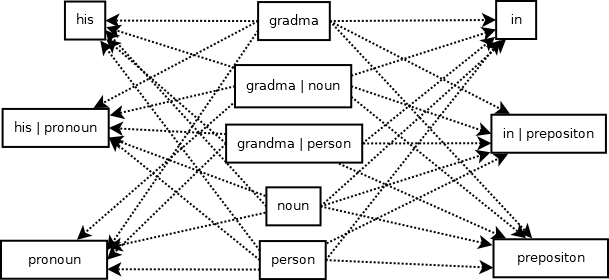 his
gradma
in
gradma | noun
his | pronoun
in | prepositon
grandma | person
noun
pronoun
person
prepositon